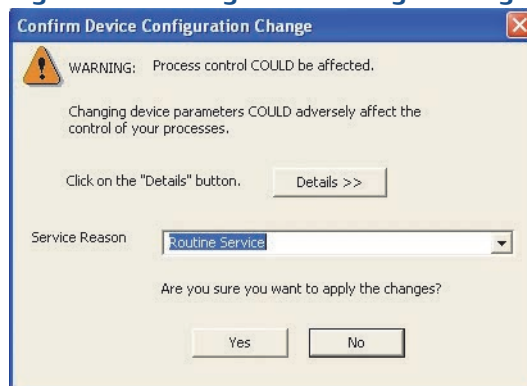 Confirm Device Configuration Change
WARNING: Process control COULD be affected.
Changing device parameters COULD adversely affect the
control of your processes.
Click on the "Details" button.
Details >>
Service Reason
Routine Service
Are you sure you want to apply the changes?
Yes
No